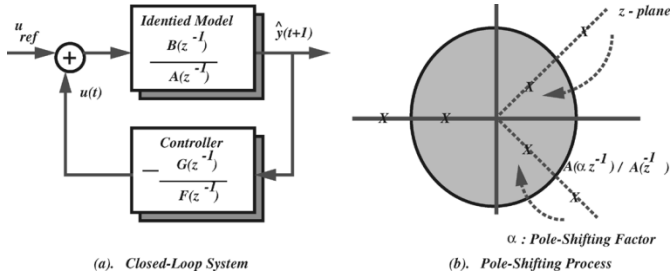 u
ref
+
u(t)
Identied Model
B(z⁻¹)
A(z⁻¹)
^
y(t+1)
Controller
— G(z⁻¹)
F(z⁻¹)
(a). Closed-Loop System
z - plane
X
X
X
X
X
A(α z⁻¹) / A(z⁻¹)
α : Pole-Shifting Factor
(b). Pole-Shifting Process